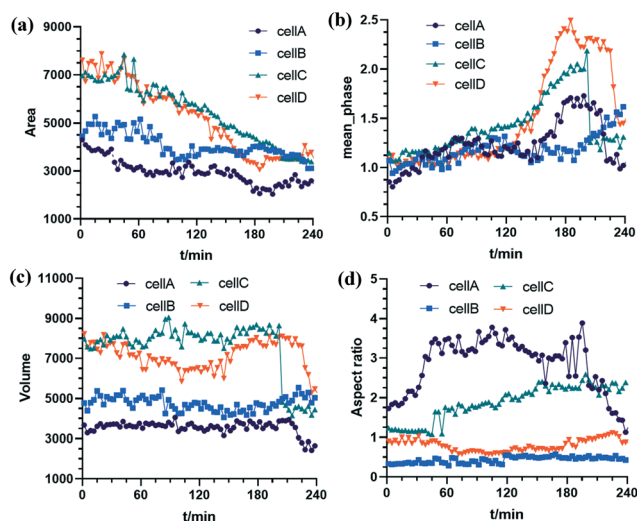 (a)
Area
9000
7000
5000
3000
1000
0 60 120 180 240
t/min
cellA
cellB
cellC
cellD
(b)
mean_phase
2.5
2.0
1.5
1.0
0.5
0 60 120 180 240
t/min
cellA
cellB
cellC
cellD
(c)
Volume
11000
9000
7000
5000
3000
1000
0 60 120 180 240
t/min
cellA cellC
cellB cellD
(d)
Aspect ratio
5
4
3
2
1
0
0 60 120 180 240
t/min
cellA cellC
cellB cellD